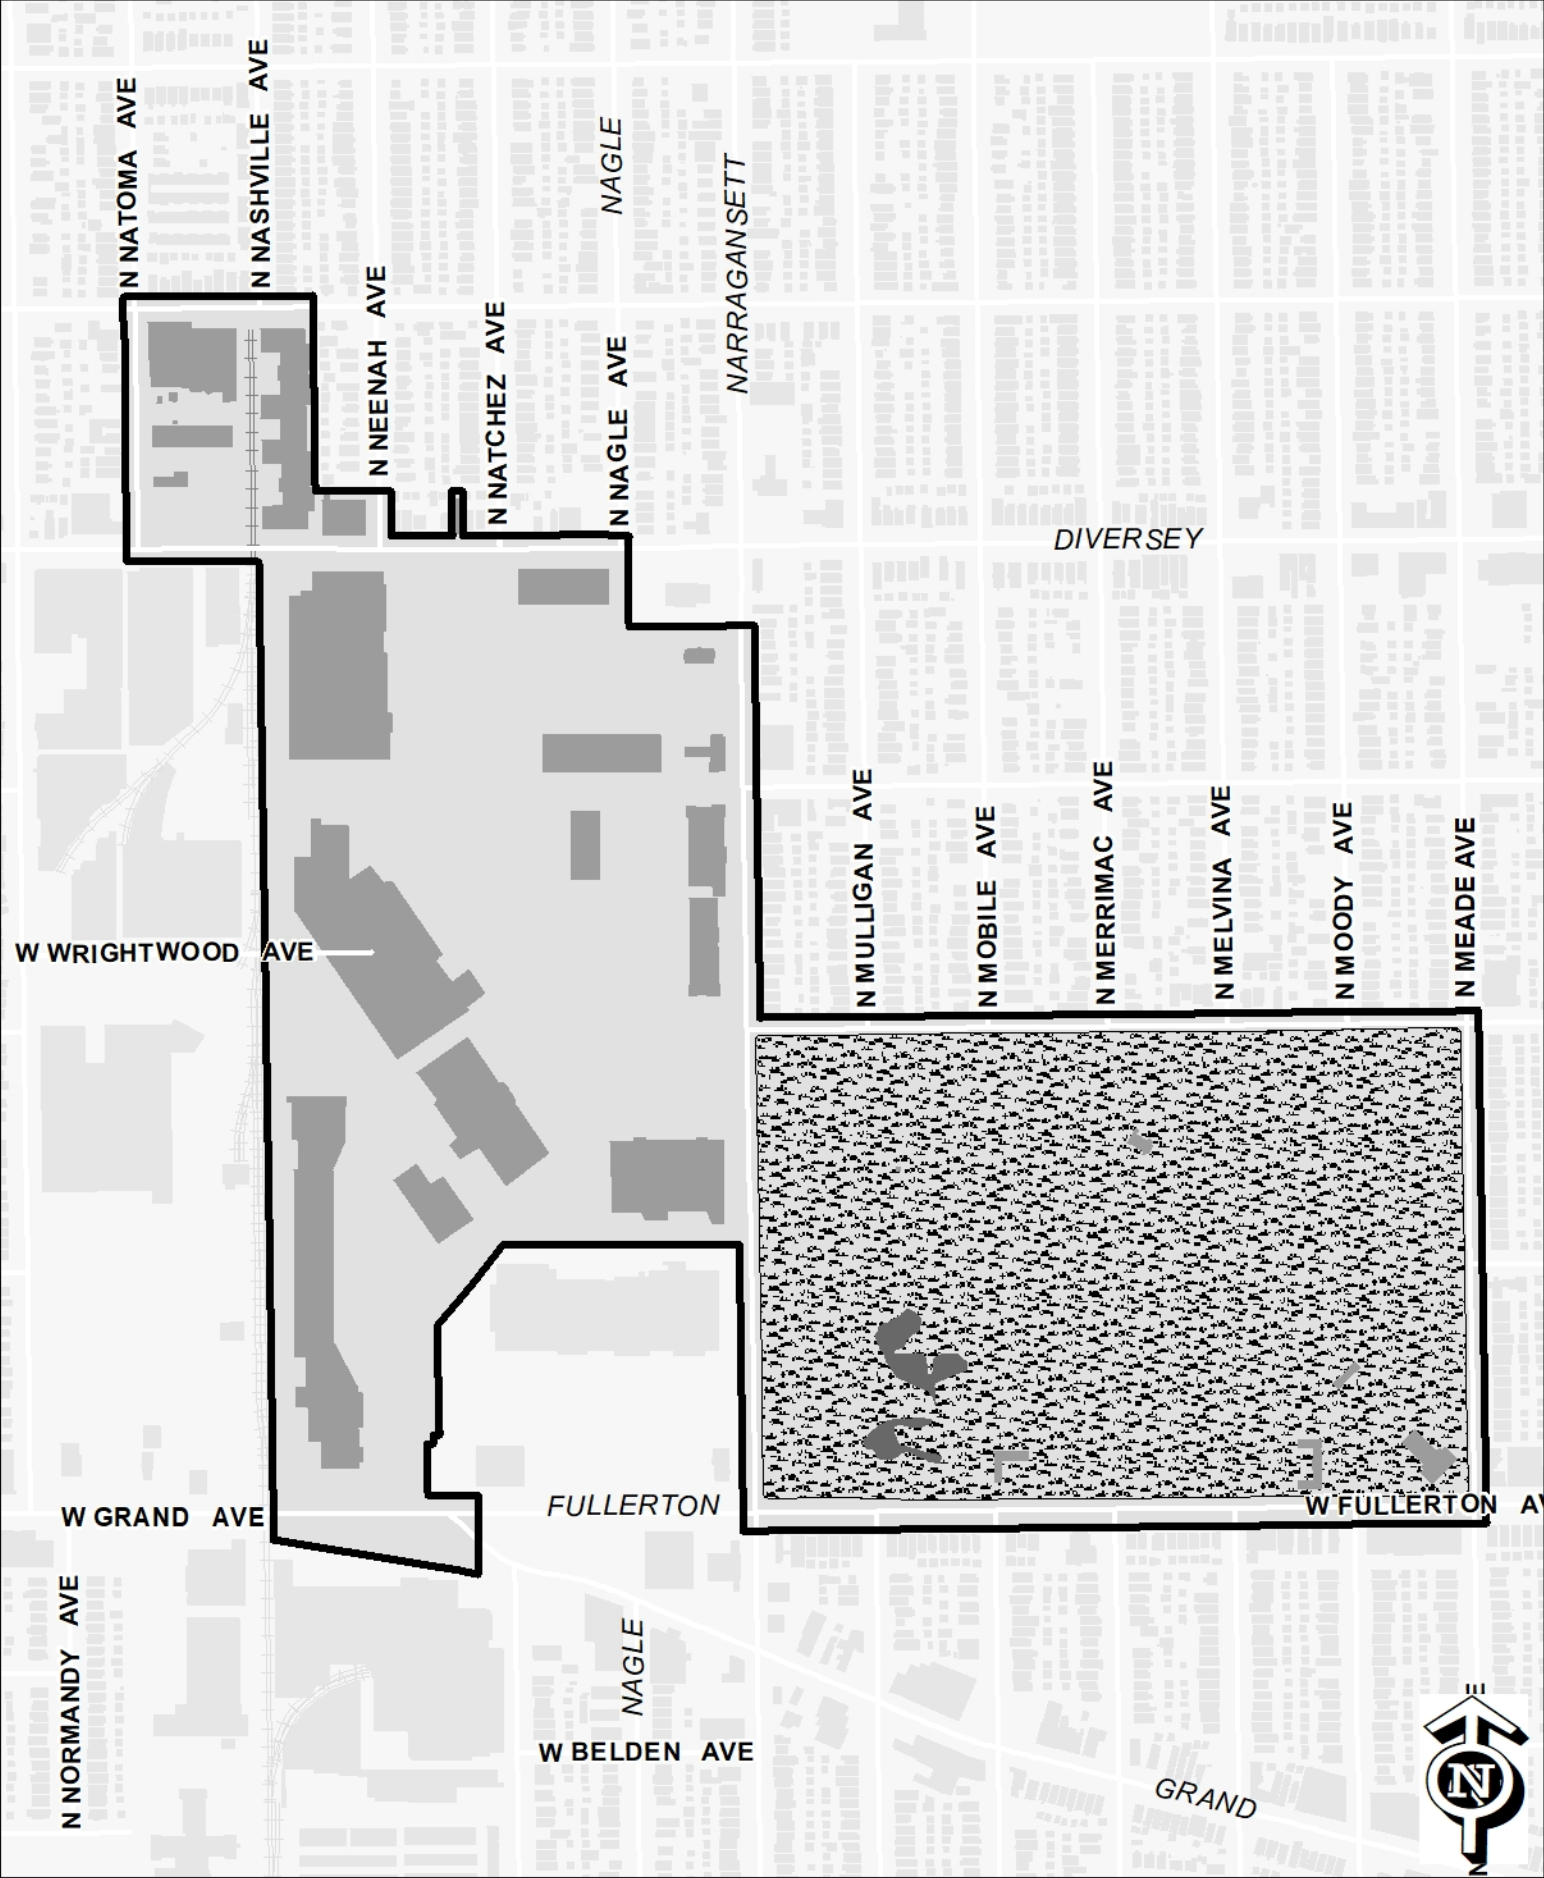 N NATOMA AVE
N NASHVILLE AVE
NAGLE
NARRAGANSETT
N NEENAH AVE
N NATCHEZ AVE
N NAGLE AVE
DIVERSEY
N MULLIGAN AVE
N MOBILE AVE
N MERRIMAC AVE
N MELVINA AVE
N MOODY AVE
N MEADE AVE
W WRIGHTWOOD AVE
W GRAND AVE
FULLERTON
W FULLERTON AV
N NORMANDY AVE
NAGLE
W BELDEN AVE
GRAND
N